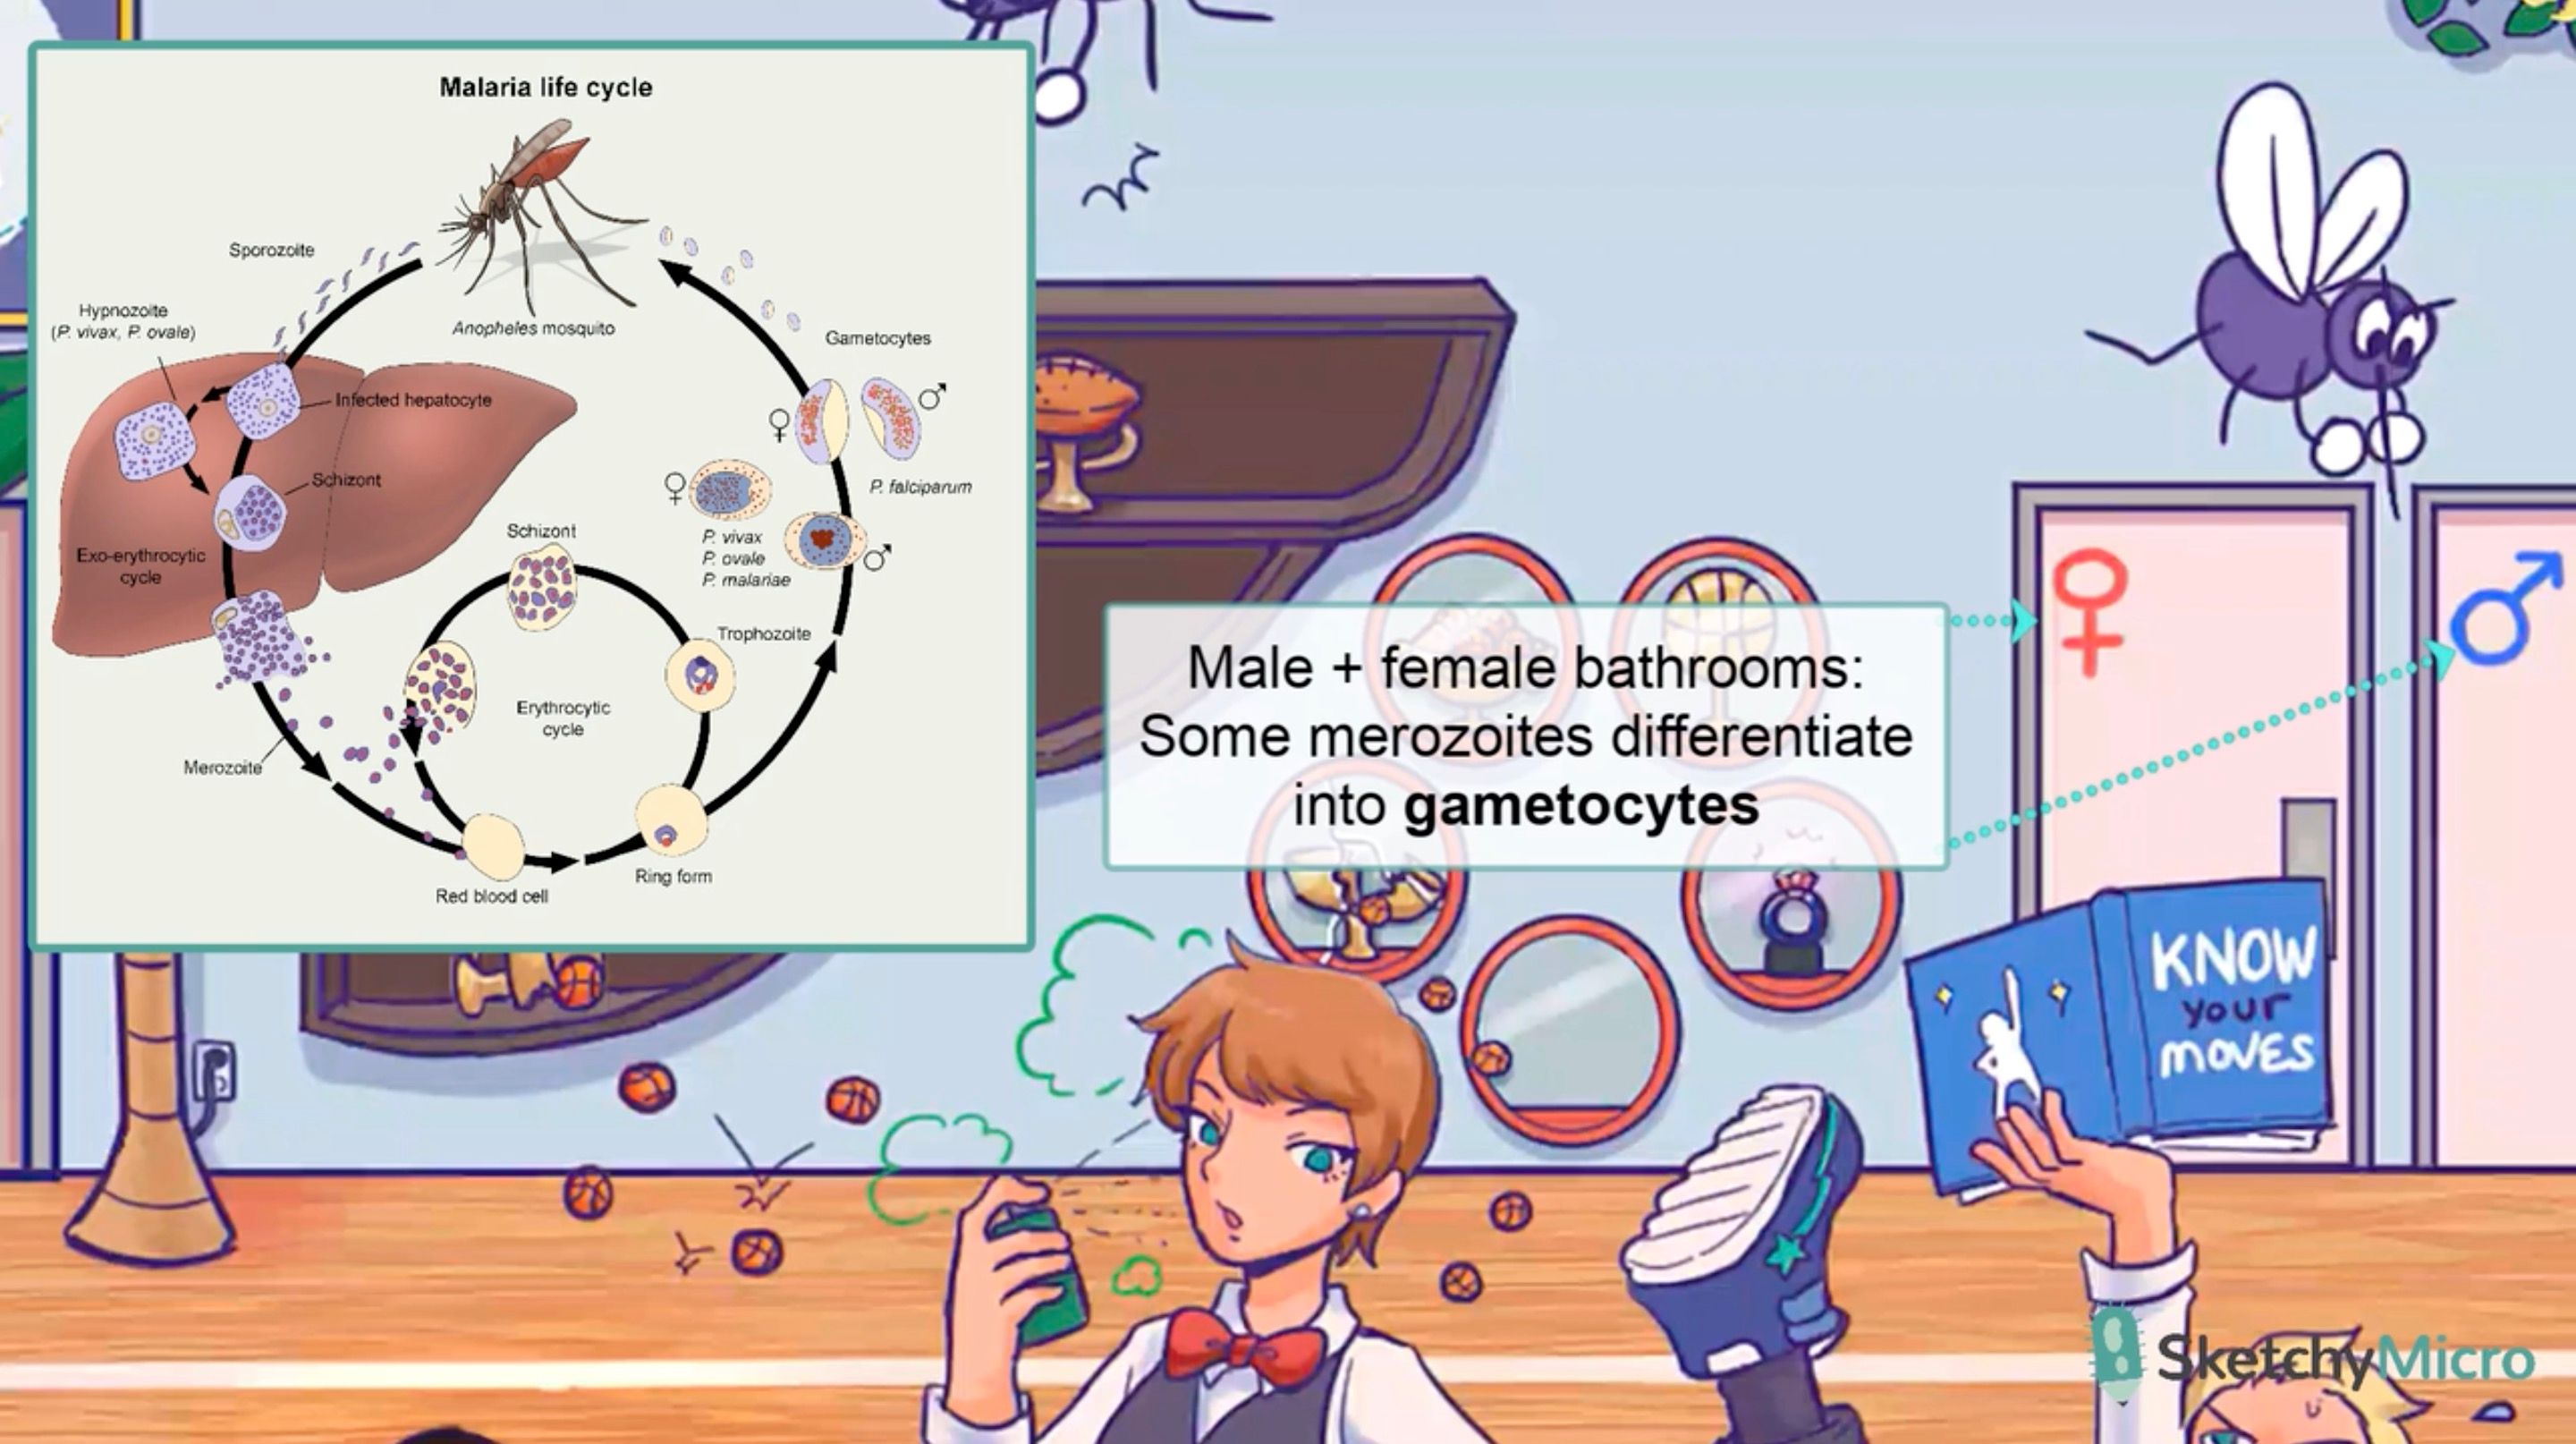 Malaria life cycle
Sporozoite
Anopheles mosquito
Hypnozoite
(P. vivax, P. ovale)
Gametocytes
Infected hepatocyte
♀
♂
Schizont
P. falciparum
♀
Schizont
P. vivax
P. ovale
P. malariae
♂
Exo-erythrocytic
cycle
Trophozoite
Erythrocytic
cycle
Merozoite
Ring form
Red blood cell
Male + female bathrooms:
Some merozoites differentiate
into gametocytes
♀
♂
KNOW
your
MOVES
SketchyMicro